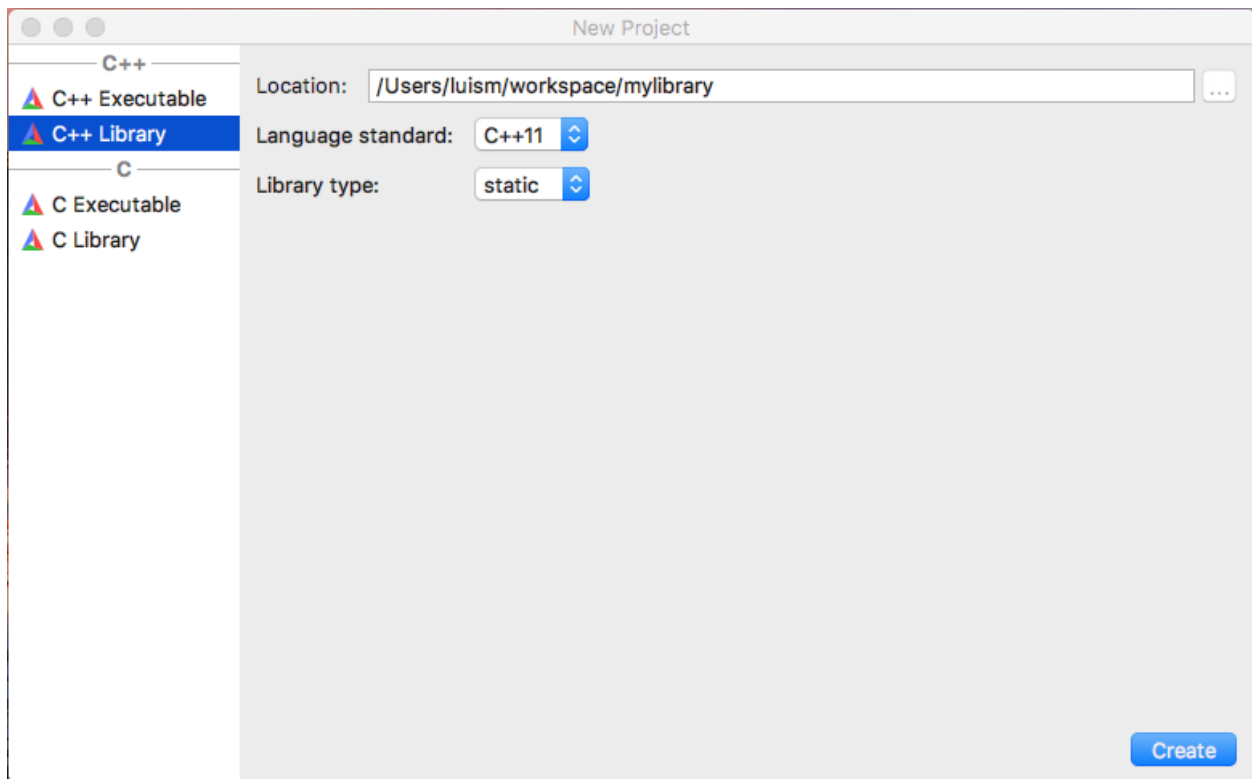 New Project
C++
C++ Executable
C++ Library
C
C Executable
C Library
Location: /Users/luism/workspace/mylibrary ...
Language standard: C++11
Library type: static
Create